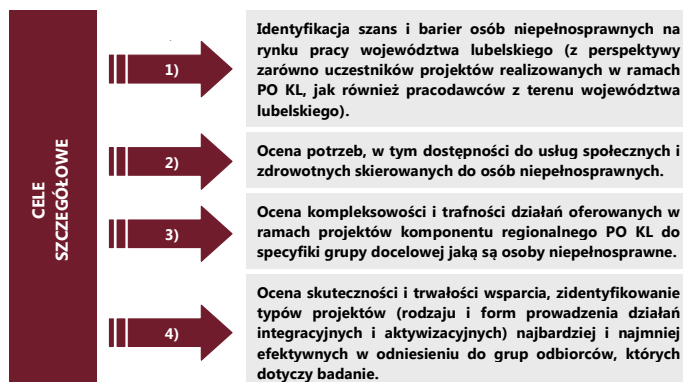 CELE
SZCZEGÓŁOWE
1)
Identyfikacja szans i barier osób niepełnosprawnych na
rynku pracy województwa lubelskiego (z perspektywy
zarówno uczestników projektów realizowanych w ramach
PO KL, jak również pracodawców z terenu województwa
lubelskiego).
2)
Ocena potrzeb, w tym dostępności do usług społecznych i
zdrowotnych skierowanych do osób niepełnosprawnych.
3)
Ocena kompleksowości i trafności działań oferowanych w
ramach projektów komponentu regionalnego PO KL do
specyfiki grupy docelowej jaką są osoby niepełnosprawne.
4)
Ocena skuteczności i trwałości wsparcia, zidentyfikowanie
typów projektów (rodzaju i form prowadzenia działań
integracyjnych i aktywizacyjnych) najbardziej i najmniej
efektywnych w odniesieniu do grup odbiorców, których
dotyczy badanie.